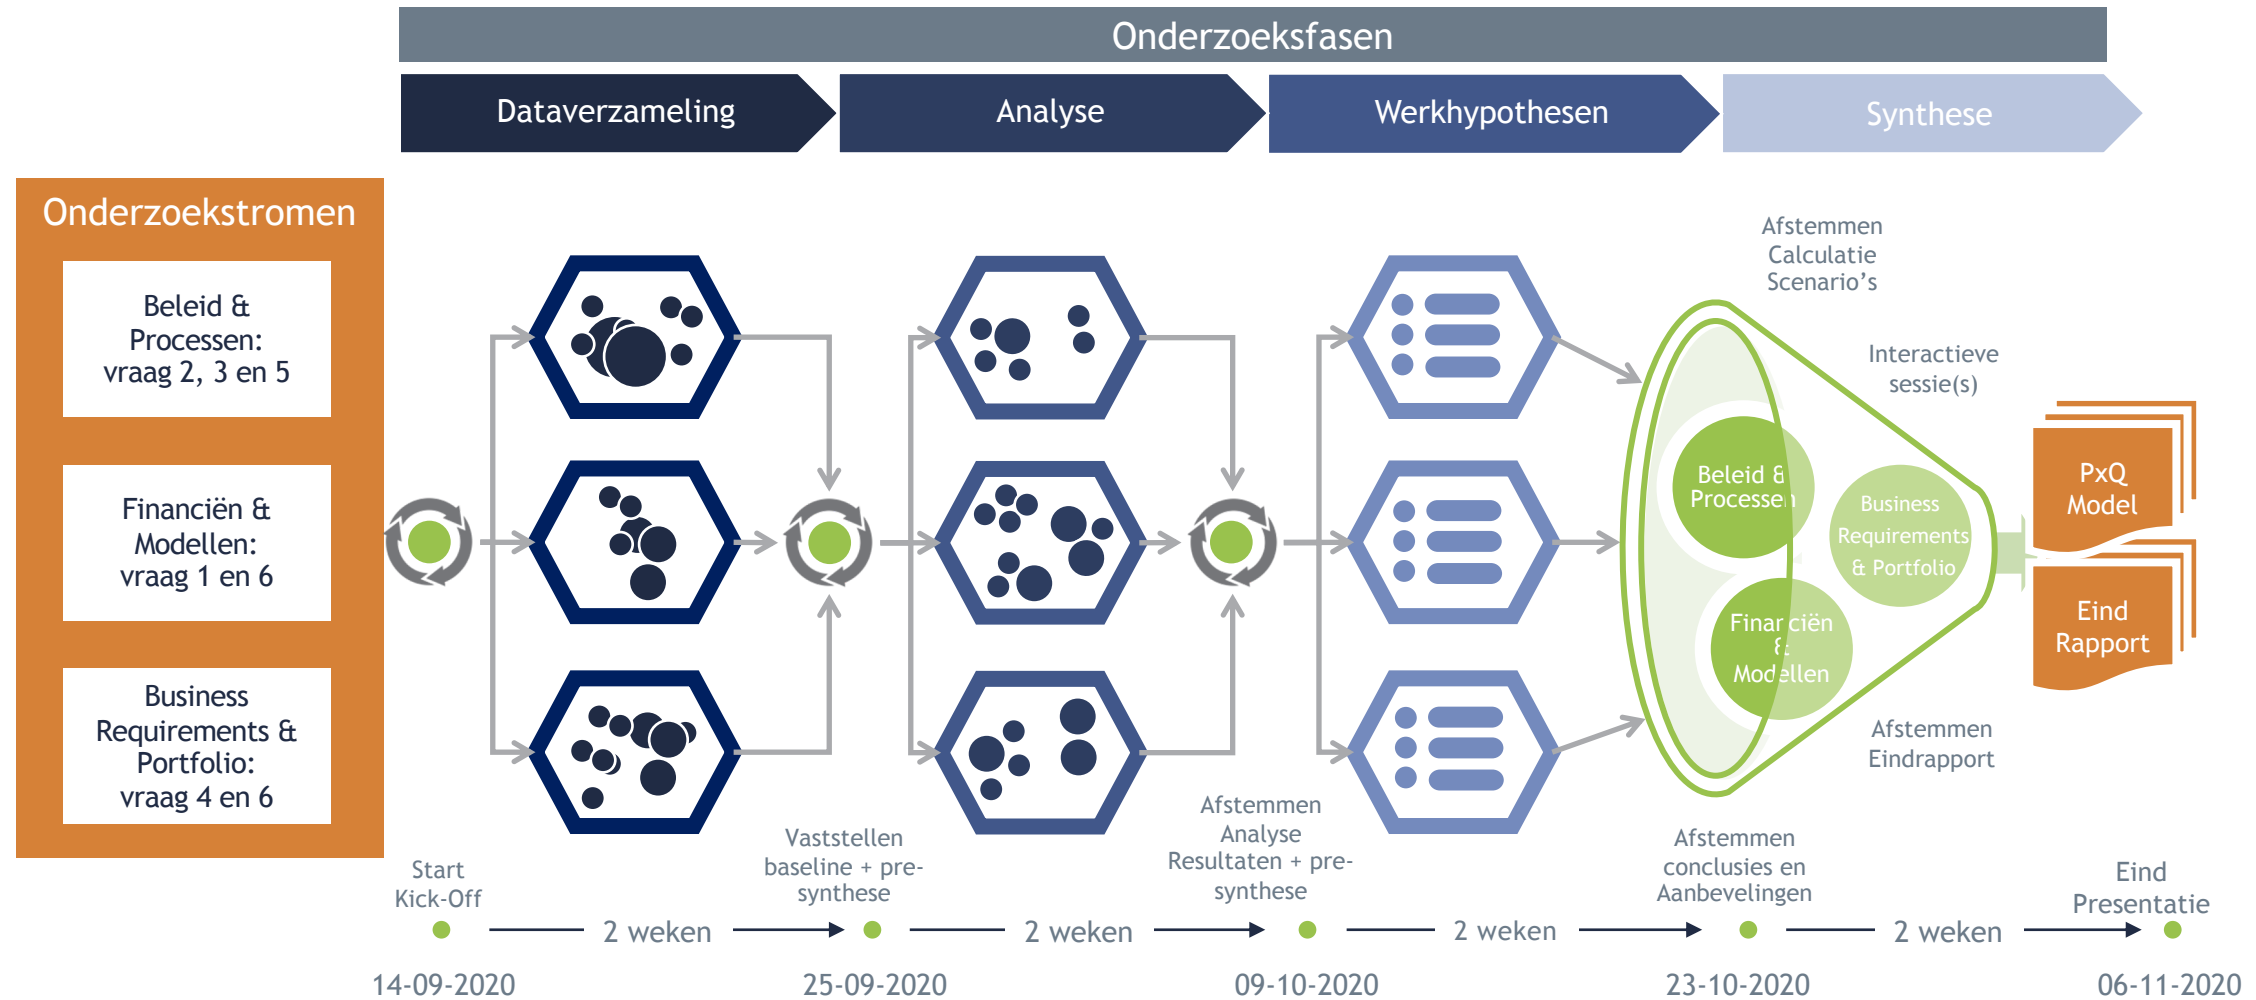 Onderzoeksfasen
Dataverzameling
Analyse
Werkhypothesen
Synthese
Onderzoekstromen
Beleid &
Processen:
vraag 2, 3 en 5
Financiën &
Modellen:
vraag 1 en 6
Business
Requirements &
Portfolio:
vraag 4 en 6
Afstemmen
Calculatie
Scenario's
Interactieve
sessie(s)
Beleid &
Processen
Business
Requirements
& Portfolio
Financiën
&
Modellen
PxQ
Model
Eind
Rapport
Afstemmen
Eindrapport
Start
Kick-Off
Vaststellen
baseline + pre-
synthese
Afstemmen
Analyse
Resultaten + pre-
synthese
Afstemmen
conclusies en
Aanbevelingen
Eind
Presentatie
2 weken
2 weken
2 weken
2 weken
14-09-2020
25-09-2020
09-10-2020
23-10-2020
06-11-2020